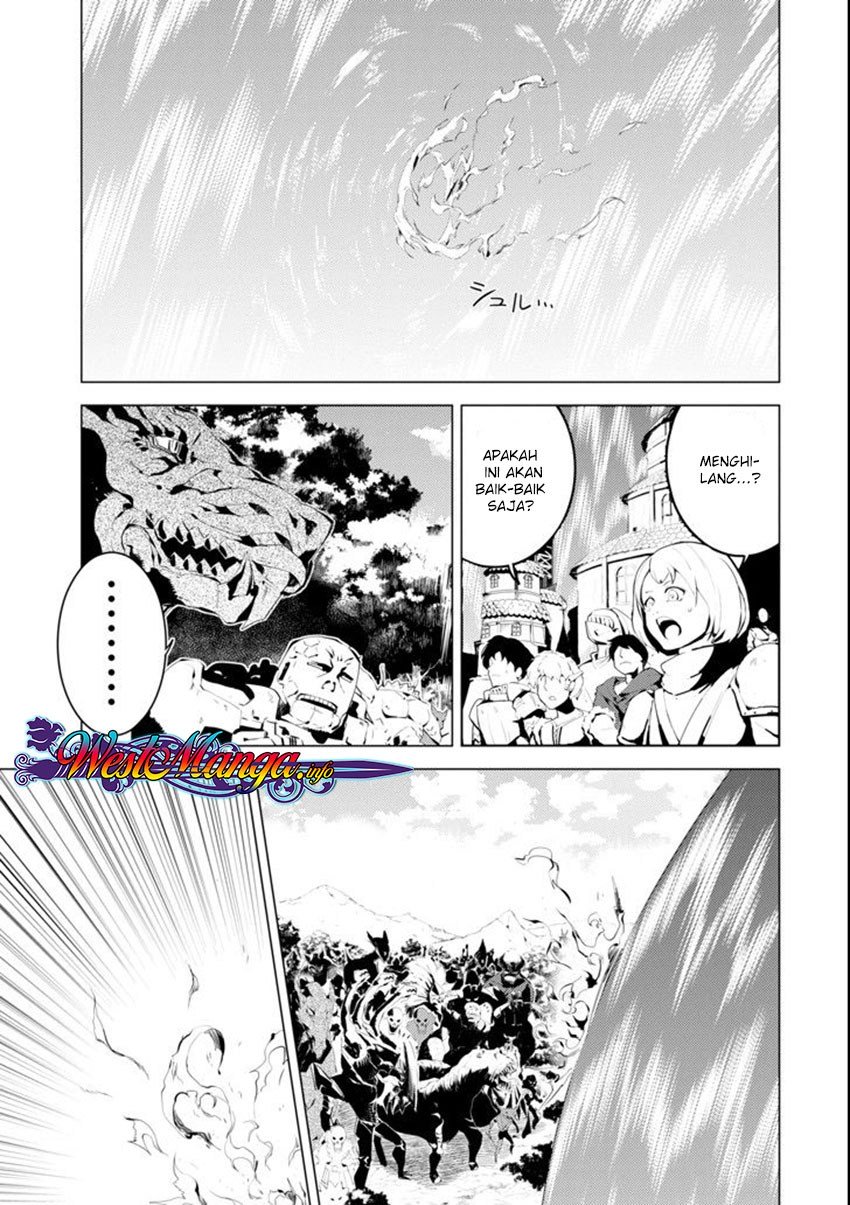 シュル...
MENGHI-
LANG...?
APAKAH
INI AKAN
BAIK-BAIK
SAJA?
........
WestManga.info